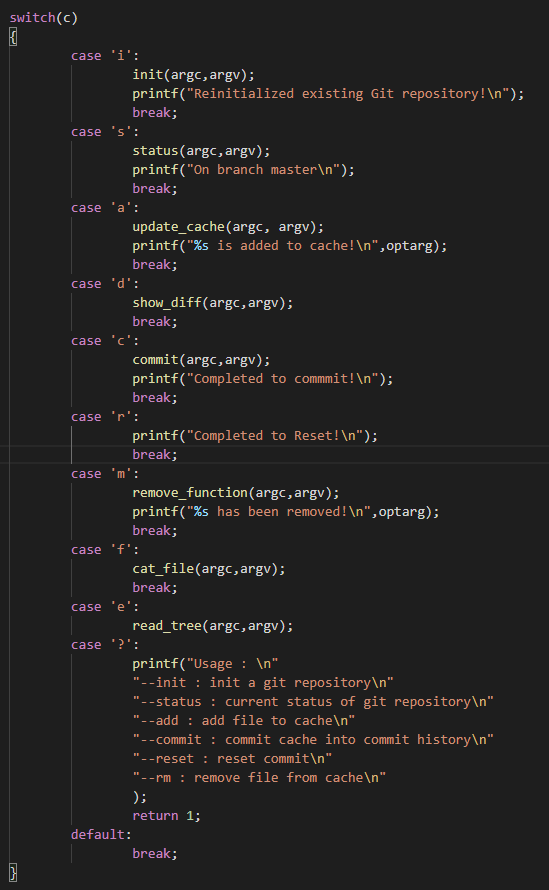 switch(c)
{
case 'i':
init(argc,argv);
printf("Reinitialized existing Git repository!\n");
break;
case 's':
status(argc,argv);
printf("On branch master\n");
break;
case 'a':
update_cache(argc, argv);
printf("%s is added to cache!\n",optarg);
break;
case 'd':
show_diff(argc,argv);
break;
case 'c':
commit(argc,argv);
printf("Completed to commmit!\n");
break;
case 'r':
printf("Completed to Reset!\n");
break;
case 'm':
remove_function(argc,argv);
printf("%s has been removed!\n",optarg);
break;
case 'f':
cat_file(argc,argv);
break;
case 'e':
read_tree(argc,argv);
case '?':
printf("Usage : \n"
"--init : init a git repository\n"
"--status : current status of git repository\n"
"--add : add file to cache\n"
"--commit : commit cache into commit history\n"
"--reset : reset commit\n"
"--rm : remove file from cache\n"
);
return 1;
default:
break;
}